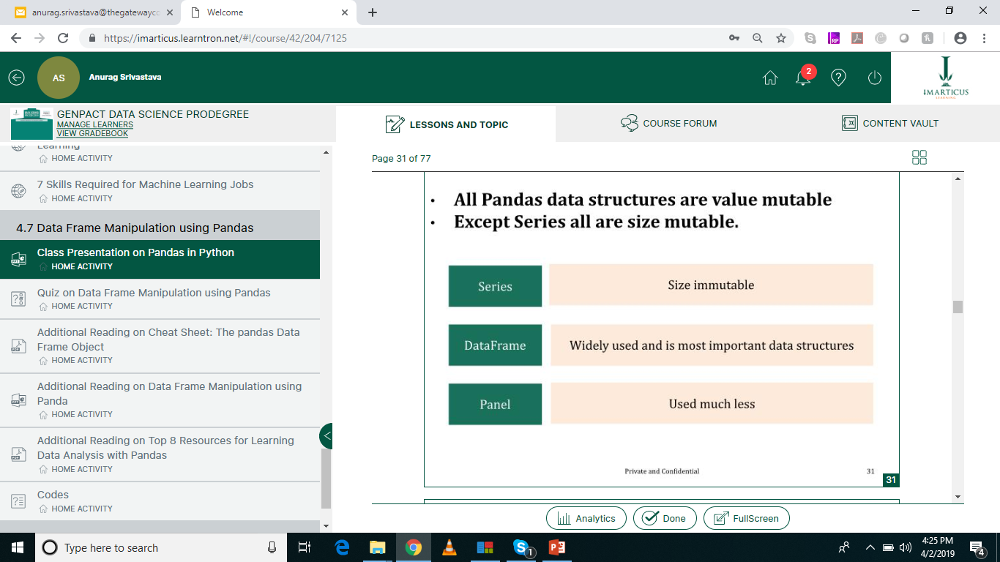 anurag.srivastava@thegatewayco
Welcome
https://imarticus.learntron.net/#!/course/42/204/7125
AS
Anurag Srivastava
2
IMARTICUS
LEARNING
GENPACT DATA SCIENCE PRODEGREE
MANAGE LEARNERS
VIEW GRADEBOOK
LESSONS AND TOPIC
COURSE FORUM
CONTENT VAULT
Learning
HOME ACTIVITY
7 Skills Required for Machine Learning Jobs
HOME ACTIVITY
4.7 Data Frame Manipulation using Pandas
Class Presentation on Pandas in Python
HOME ACTIVITY
Quiz on Data Frame Manipulation using Pandas
HOME ACTIVITY
Additional Reading on Cheat Sheet: The pandas Data
Frame Object
HOME ACTIVITY
Additional Reading on Data Frame Manipulation using
Panda
HOME ACTIVITY
Additional Reading on Top 8 Resources for Learning
Data Analysis with Pandas
HOME ACTIVITY
Codes
HOME ACTIVITY
Page 31 of 77
• All Pandas data structures are value mutable
• Except Series all are size mutable.
Series
Size immutable
DataFrame
Widely used and is most important data structures
Panel
Used much less
Private and Confidential
31
31
Analytics
Done
FullScreen
Type here to search
1
4:25 PM
4/2/2019
4